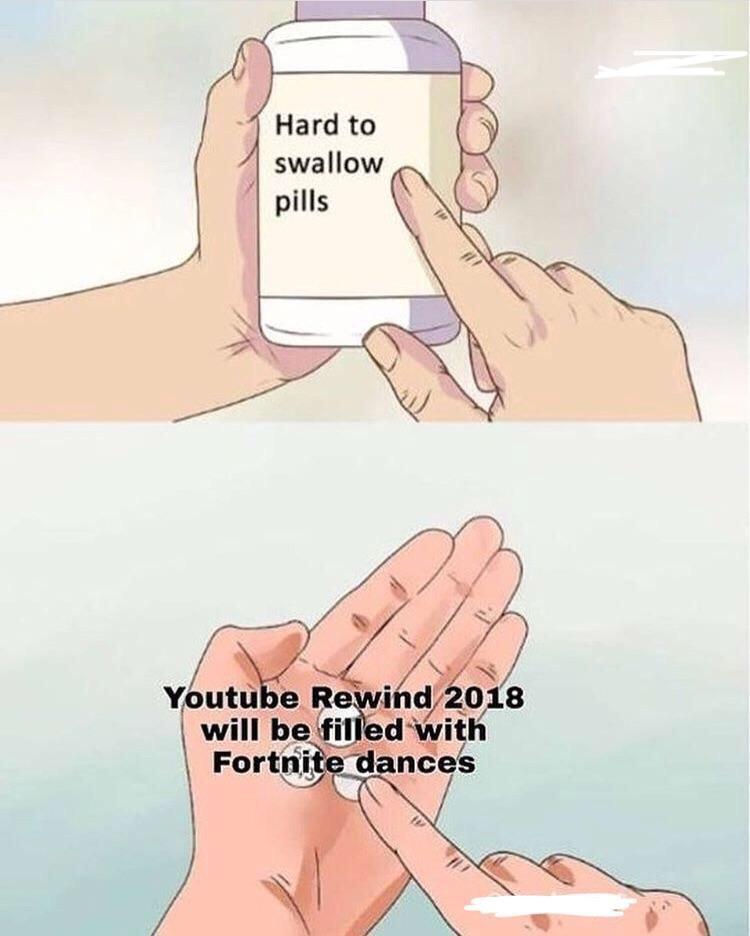 Hard to
swallow
pills
Youtube Rewind 2018
will be filled with
Fortnite dances